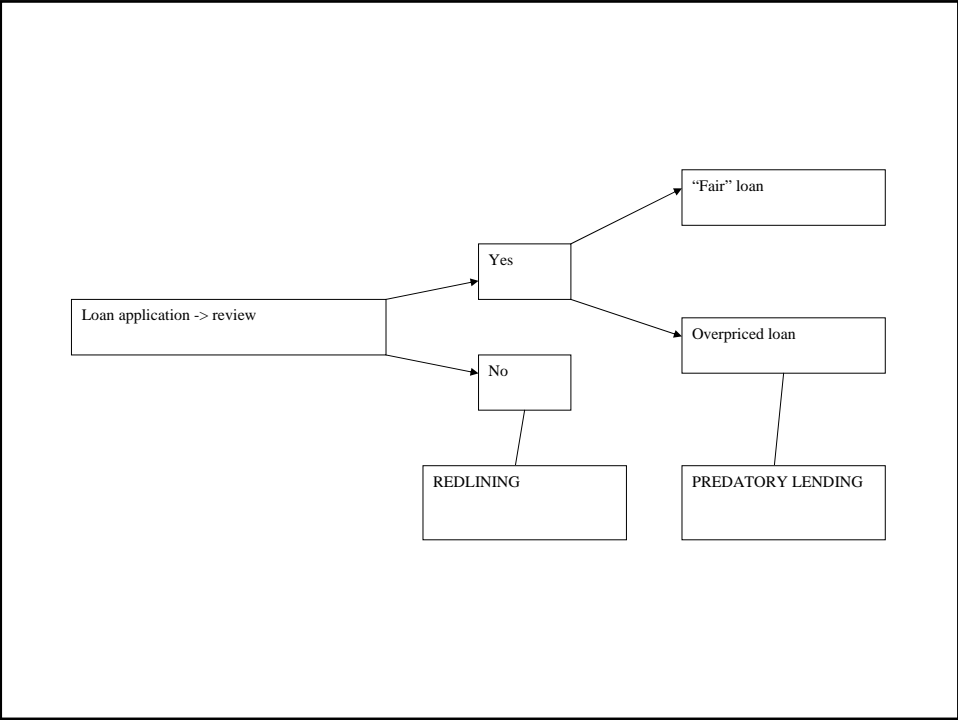 “Fair” loan
Yes
Loan application -> review
Overpriced loan
No
REDLINING
PREDATORY LENDING